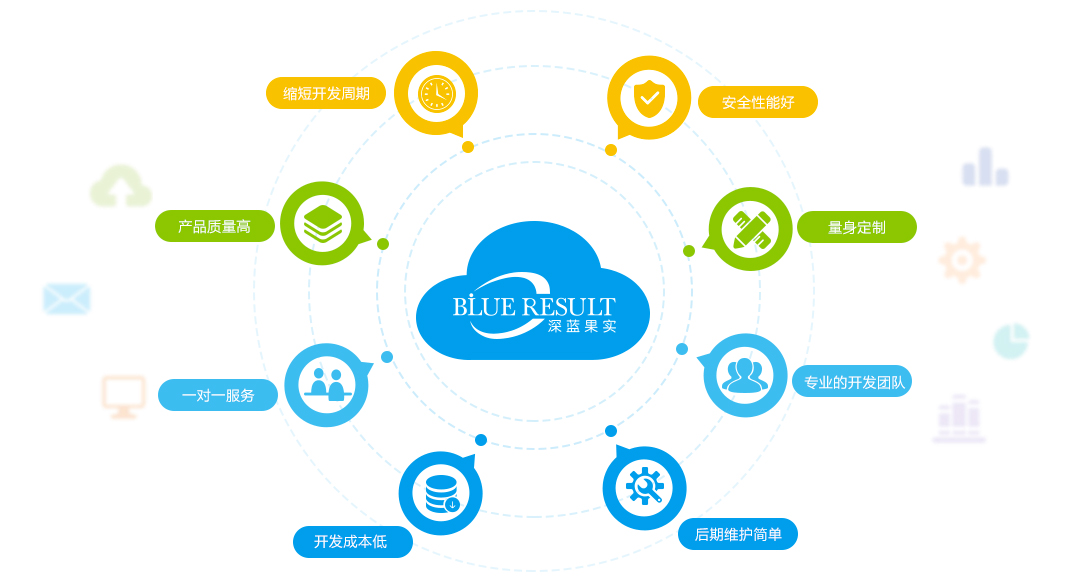 缩短开发周期
安全性能好
产品质量高
量身定制
BLUE RESULT
深蓝果实
一对一服务
专业的开发团队
开发成本低
后期维护简单